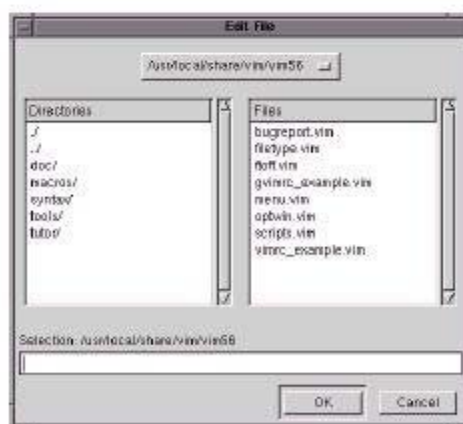 Edit File
/usr/local/share/vim/vim56
Directories
./
../
doc/
macros/
syntax/
tools/
tutor/
Files
bugreport.vim
filetype.vim
ftoff.vim
gvimrc_example.vim
menu.vim
optwin.vim
scripts.vim
vimrc_example.vim
Selection: /usr/local/share/vim/vim56
OK
Cancel